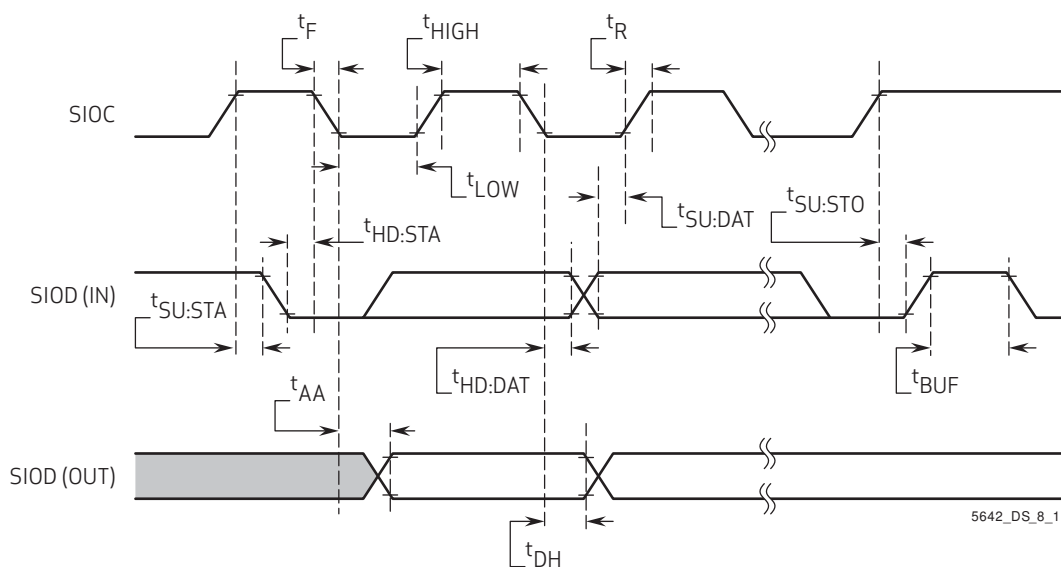 tF
tHIGH
tR
SIOC
tLOW
tSU:DAT
tSU:STO
tHD:STA
SIOD (IN)
tSU:STA
tHD:DAT
tBUF
tAA
SIOD (OUT)
5642_DS_8_1
tDH